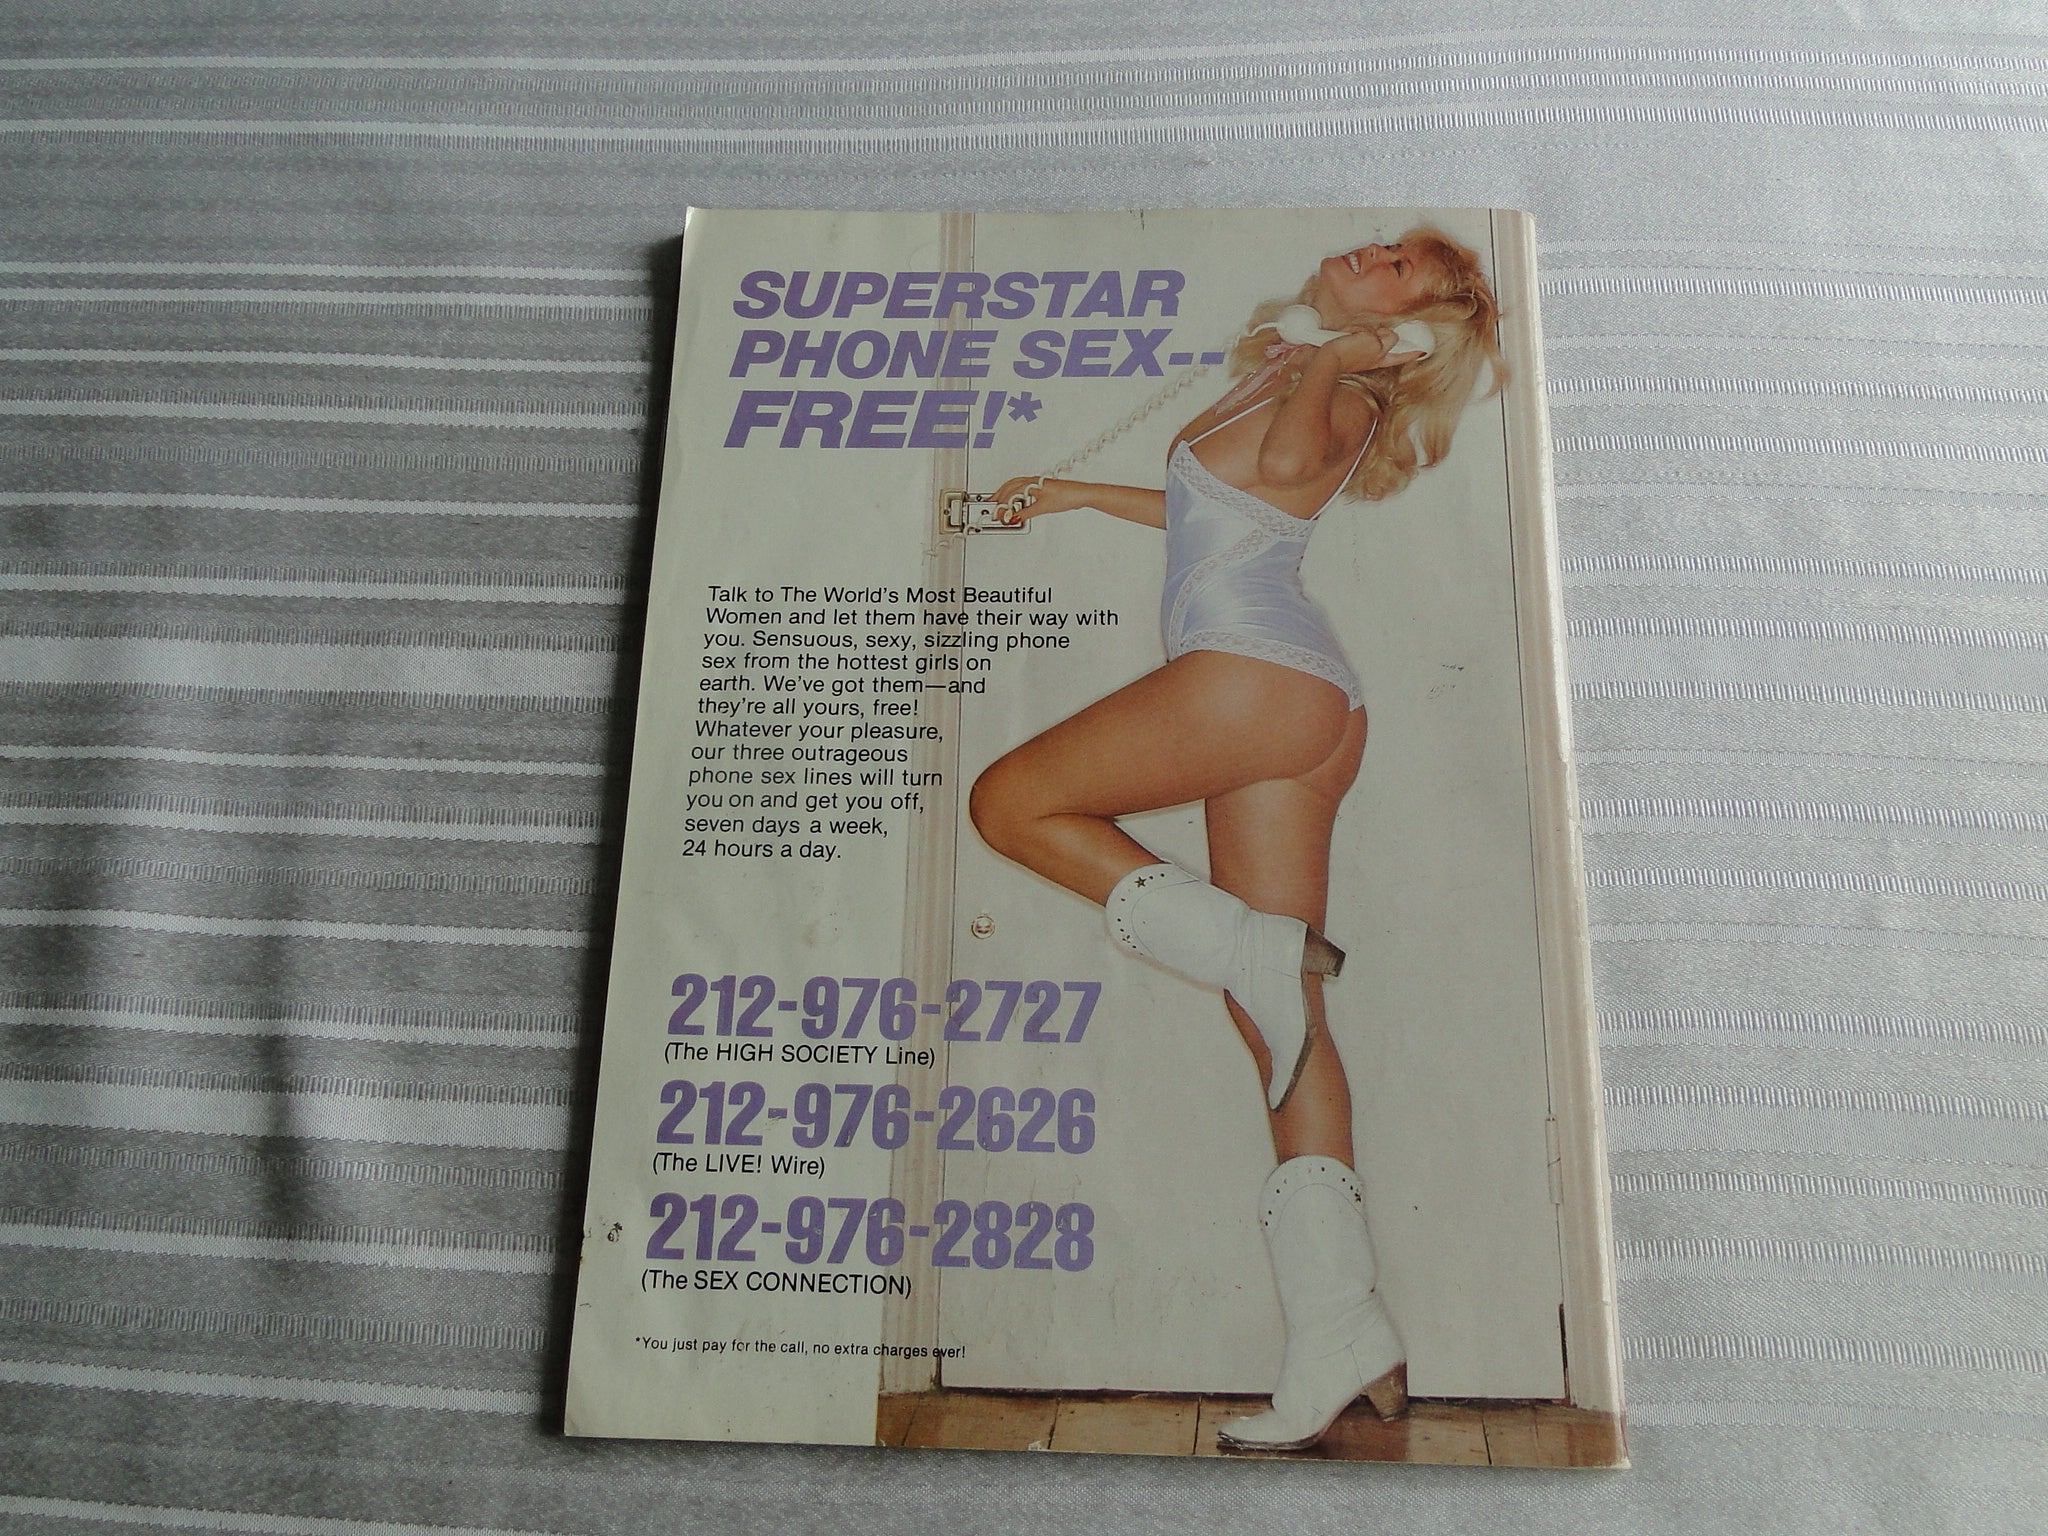 SUPERSTAR
PHONE SEX--
FREE!*
Talk to The World's Most Beautiful
Women and let them have their way with
you. Sensuous, sexy, sizzling phone
sex from the hottest girls on
earth. We've got them—and
they're all yours, free!
Whatever your pleasure,
our three outrageous
phone sex lines will turn
you on and get you off,
seven days a week,
24 hours a day.
212-976-2727
(The HIGH SOCIETY Line)
212-976-2626
(The LIVE! Wire)
212-976-2828
(The SEX CONNECTION)
*You just pay for the call, no extra charges ever!